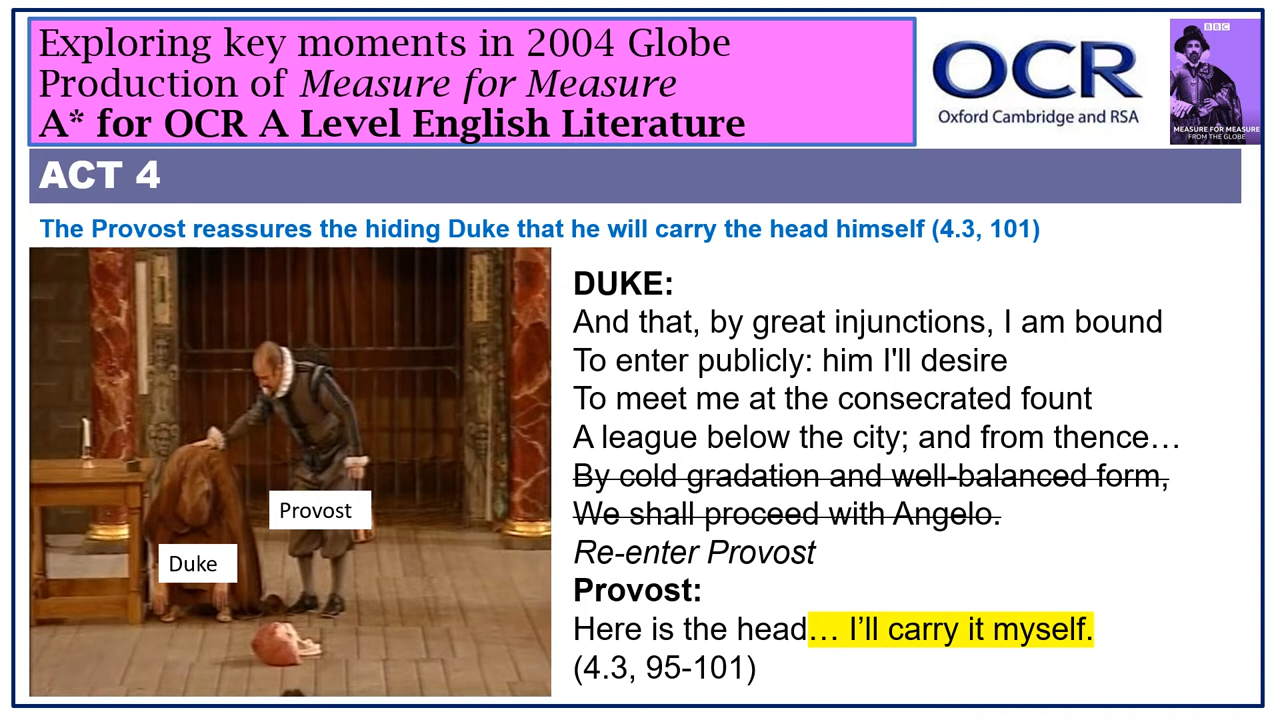 Exploring key moments in 2004 Globe
Production of Measure for Measure
A* for OCR A Level English Literature
OCR
Oxford Cambridge and RSA
BBC
MEASURE FOR MEASURE
FROM THE GLOBE
ACT 4
The Provost reassures the hiding Duke that he will carry the head himself (4.3, 101)
Provost
Duke
DUKE:
And that, by great injunctions, I am bound
To enter publicly: him I'll desire
To meet me at the consecrated fount
A league below the city; and from thence…
By cold gradation and well-balanced form,
We shall proceed with Angelo.
Re-enter Provost
Provost:
Here is the head… I’ll carry it myself.
(4.3, 95-101)